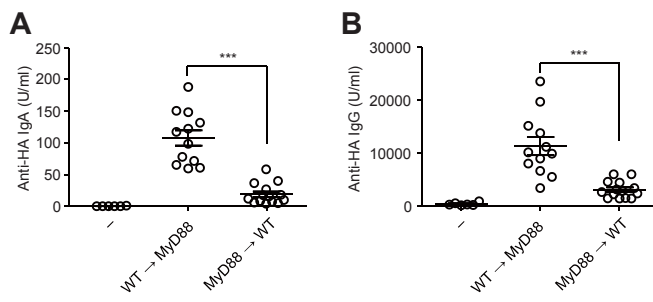 A
Anti-HA IgA (U/ml)
250
200
150
100
50
0
***
–
WT → MyD88
MyD88 → WT
B
Anti-HA IgG (U/ml)
30000
20000
10000
0
***
–
WT → MyD88
MyD88 → WT